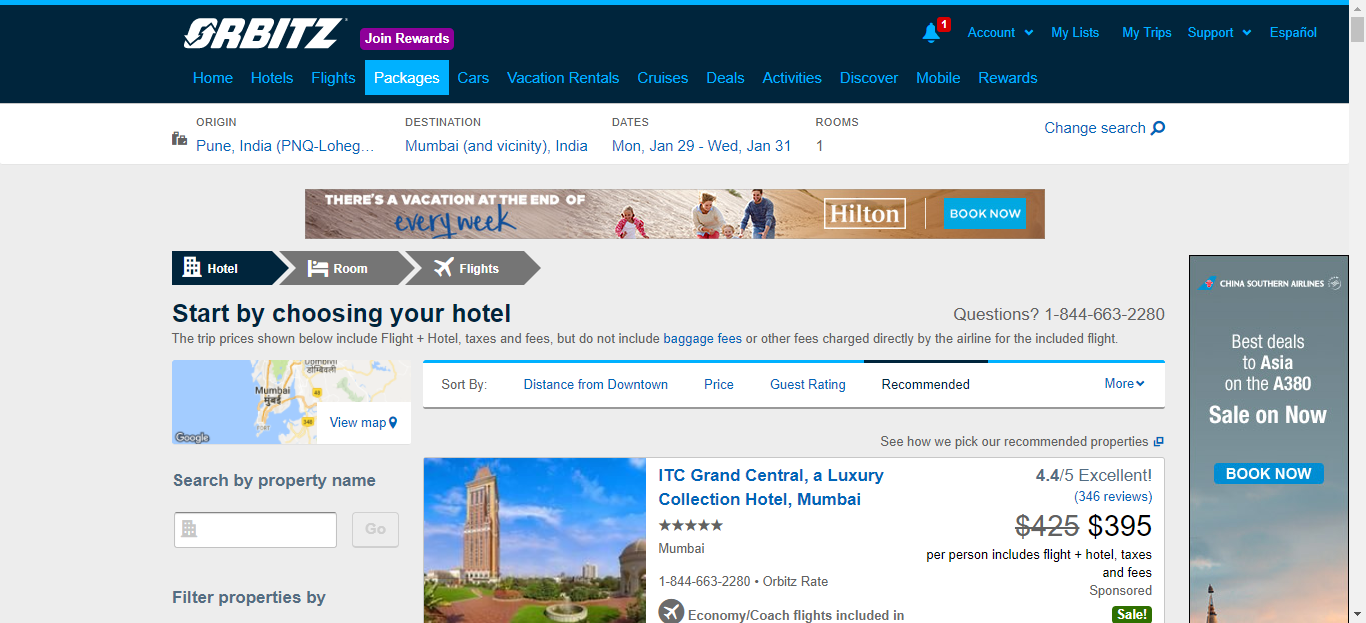 ORBITZ
Join Rewards
1
Account
My Lists
My Trips
Support
Español
Home
Hotels
Flights
Packages
Cars
Vacation Rentals
Cruises
Deals
Activities
Discover
Mobile
Rewards
ORIGIN
Pune, India (PNQ-Loheg…
DESTINATION
Mumbai (and vicinity), India
DATES
Mon, Jan 29 - Wed, Jan 31
ROOMS
1
Change search
THERE'S A VACATION AT THE END OF
every week
Hilton
BOOK NOW
Hotel
Room
Flights
Start by choosing your hotel
Questions? 1-844-663-2280
The trip prices shown below include Flight + Hotel, taxes and fees, but do not include baggage fees or other fees charged directly by the airline for the included flight.
Mumbai
मुंबई
डोंबिवली
48
348
Google
View map
Sort By:
Distance from Downtown
Price
Guest Rating
Recommended
More
See how we pick our recommended properties
Search by property name
Go
Filter properties by
ITC Grand Central, a Luxury
Collection Hotel, Mumbai
Mumbai
1-844-663-2280 • Orbitz Rate
Economy/Coach flights included in
4.4/5 Excellent!
(346 reviews)
$425 $395
per person includes flight + hotel, taxes
and fees
Sponsored
Sale!
CHINA SOUTHERN AIRLINES
Best deals
to Asia
on the A380
Sale on Now
BOOK NOW